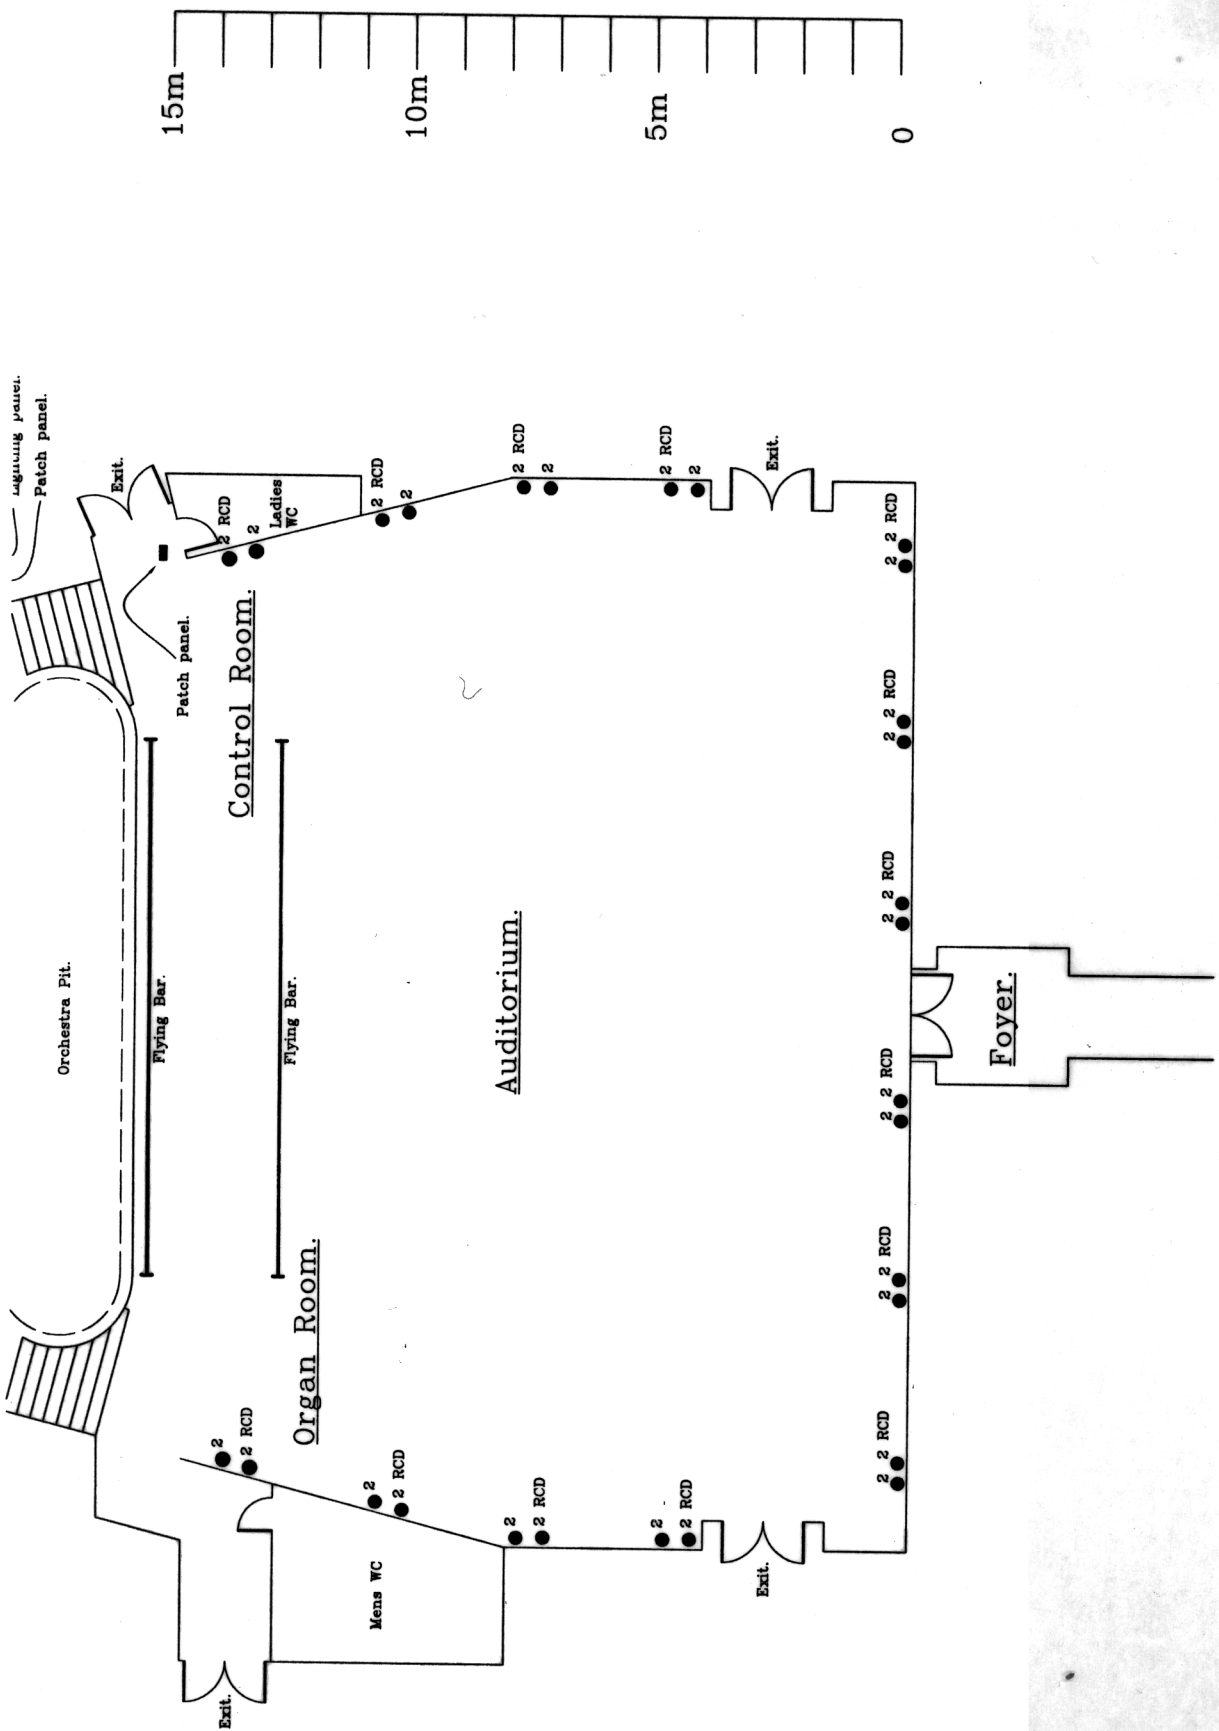 15m
10m
5m
0
Lighting panel.
Patch panel.
Exit.
2 RCD
2
Ladies
WC
2 RCD
2
2 RCD
2
2 RCD
2
Exit.
Patch panel.
Control Room.
Orchestra Pit.
Flying Bar.
Flying Bar.
Auditorium.
Organ Room.
Foyer.
2 2 RCD
2 2 RCD
2 2 RCD
2 2 RCD
2 2 RCD
2 2 RCD
2
2 RCD
2
2 RCD
2
2 RCD
2
2 RCD
Mens WC
Exit.
Exit.